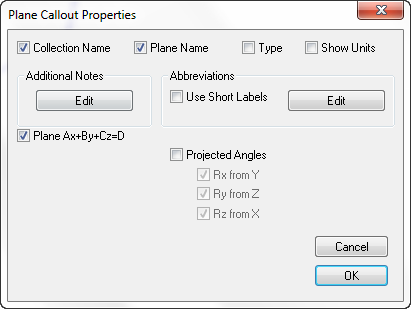 Plane Callout Properties
Collection Name
Plane Name
Type
Show Units
Additional Notes
Edit
Abbreviations
Use Short Labels
Edit
Plane Ax+By+Cz=D
Projected Angles
Rx from Y
Ry from Z
Rz from X
Cancel
OK